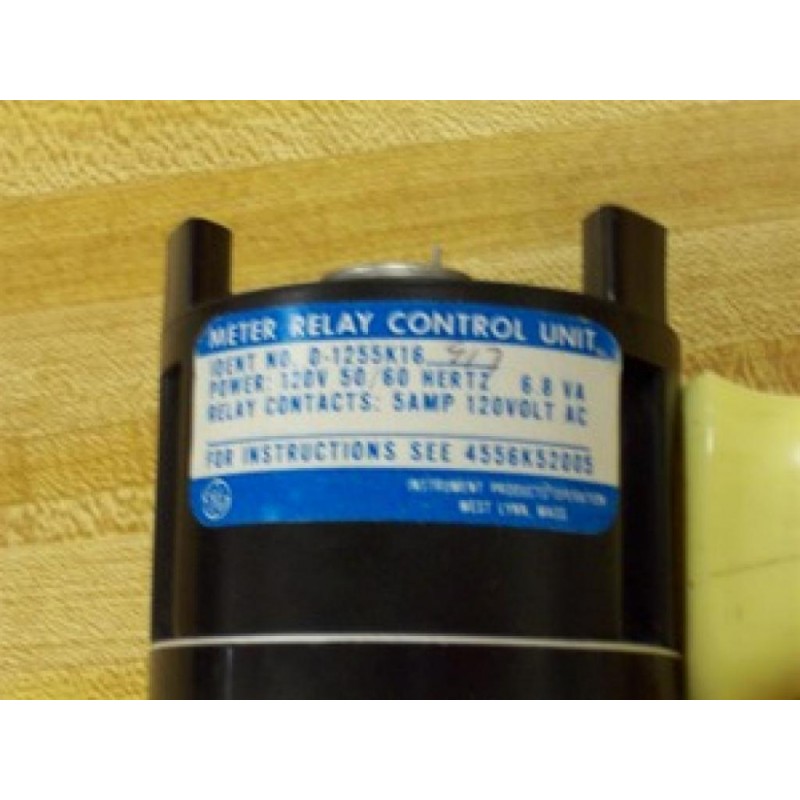 METER RELAY CONTROL UNIT
IDENT NO. D-1255K16
POWER: 120V 50/60 HERTZ 6.8 VA
RELAY CONTACTS: 5AMP 120VOLT AC
FOR INSTRUCTIONS SEE 4556K52005
INSTRUMENT PRODUCTS OPERATION
WEST LYNN, MASS.